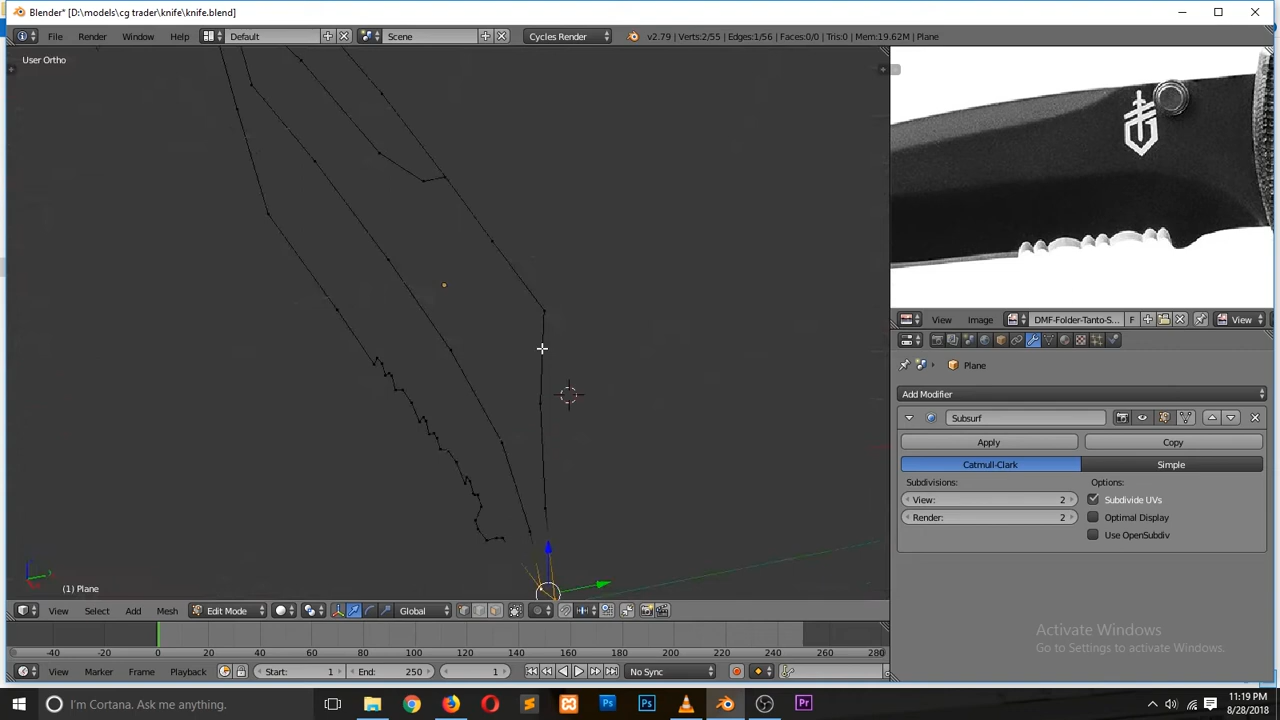 Blender* [D:\models\cg trader\knife\knife.blend]
File Render Window Help Default Scene Cycles Render v2.79 | Verts:2/55 | Edges:1/56 | Faces:0/0 | Tris:0 | Mem:19.62M | Plane
User Ortho
View Image DMF-Folder-Tanto-S... F View
Plane
Add Modifier
Subsurf
Apply Copy
Catmull-Clark Simple
Subdivisions: Options:
View: 2 Subdivide UVs
Render: 2 Optimal Display
Use OpenSubdiv
(1) Plane
View Select Add Mesh Edit Mode Global
-40 -20 0 20 40 60 80 100 120 140 160 180 200 220 240 260 280
View Marker Frame Playback Start: 1 End: 250 1 No Sync
Activate Windows
Go to Settings to activate Windows.
I'm Cortana. Ask me anything.
11:19 PM
8/28/2018